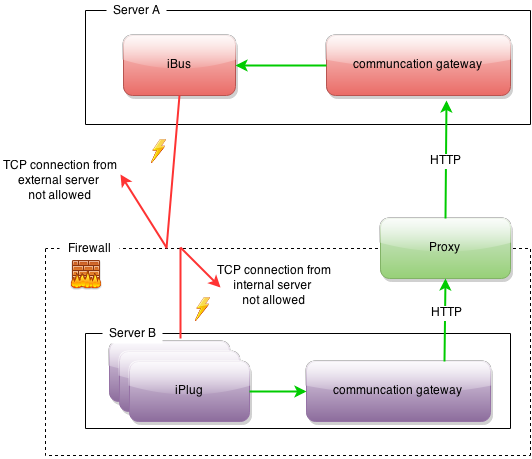 Server A
iBus
communcation gateway
TCP connection from
external server
not allowed
HTTP
Firewall
Proxy
TCP connection from
internal server
not allowed
HTTP
Server B
iPlug
communcation gateway